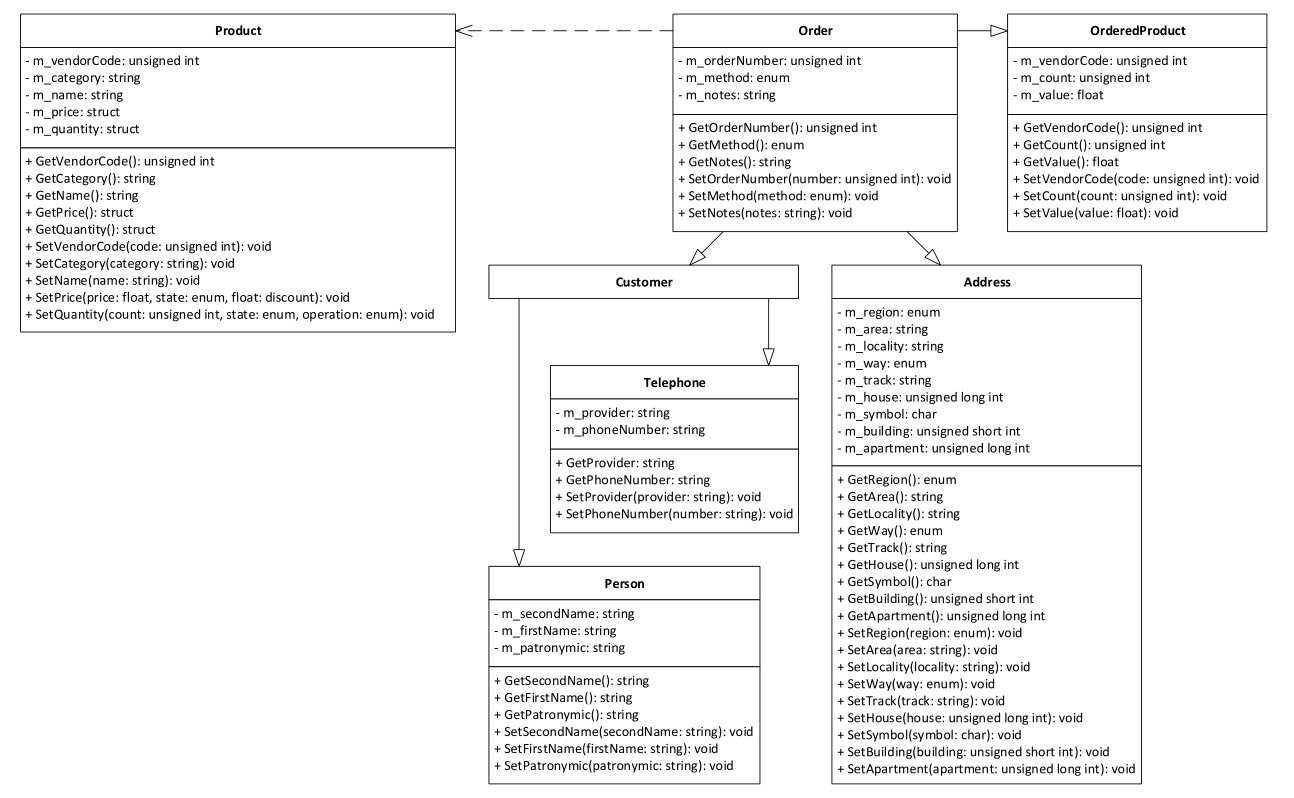 Product
- m_vendorCode: unsigned int
- m_category: string
- m_name: string
- m_price: struct
- m_quantity: struct
+ GetVendorCode(): unsigned int
+ GetCategory(): string
+ GetName(): string
+ GetPrice(): struct
+ GetQuantity(): struct
+ SetVendorCode(code: unsigned int): void
+ SetCategory(category: string): void
+ SetName(name: string): void
+ SetPrice(price: float, state: enum, float: discount): void
+ SetQuantity(count: unsigned int, state: enum, operation: enum): void
Order
- m_orderNumber: unsigned int
- m_method: enum
- m_notes: string
+ GetOrderNumber(): unsigned int
+ GetMethod(): enum
+ GetNotes(): string
+ SetOrderNumber(number: unsigned int): void
+ SetMethod(method: enum): void
+ SetNotes(notes: string): void
OrderedProduct
- m_vendorCode: unsigned int
- m_count: unsigned int
- m_value: float
+ GetVendorCode(): unsigned int
+ GetCount(): unsigned int
+ GetValue(): float
+ SetVendorCode(code: unsigned int): void
+ SetCount(count: unsigned int): void
+ SetValue(value: float): void
Customer
Telephone
- m_provider: string
- m_phoneNumber: string
+ GetProvider: string
+ GetPhoneNumber: string
+ SetProvider(provider: string): void
+ SetPhoneNumber(number: string): void
Person
- m_secondName: string
- m_firstName: string
- m_patronymic: string
+ GetSecondName(): string
+ GetFirstName(): string
+ GetPatronymic(): string
+ SetSecondName(secondName: string): void
+ SetFirstName(firstName: string): void
+ SetPatronymic(patronymic: string): void
Address
- m_region: enum
- m_area: string
- m_locality: string
- m_way: enum
- m_track: string
- m_house: unsigned long int
- m_symbol: char
- m_building: unsigned short int
- m_apartment: unsigned long int
+ GetRegion(): enum
+ GetArea(): string
+ GetLocality(): string
+ GetWay(): enum
+ GetTrack(): string
+ GetHouse(): unsigned long int
+ GetSymbol(): char
+ GetBuilding(): unsigned short int
+ GetApartment(): unsigned long int
+ SetRegion(region: enum): void
+ SetArea(area: string): void
+ SetLocality(locality: string): void
+ SetWay(way: enum): void
+ SetTrack(track: string): void
+ SetHouse(house: unsigned long int): void
+ SetSymbol(symbol: char): void
+ SetBuilding(building: unsigned short int): void
+ SetApartment(apartment: unsigned long int): void